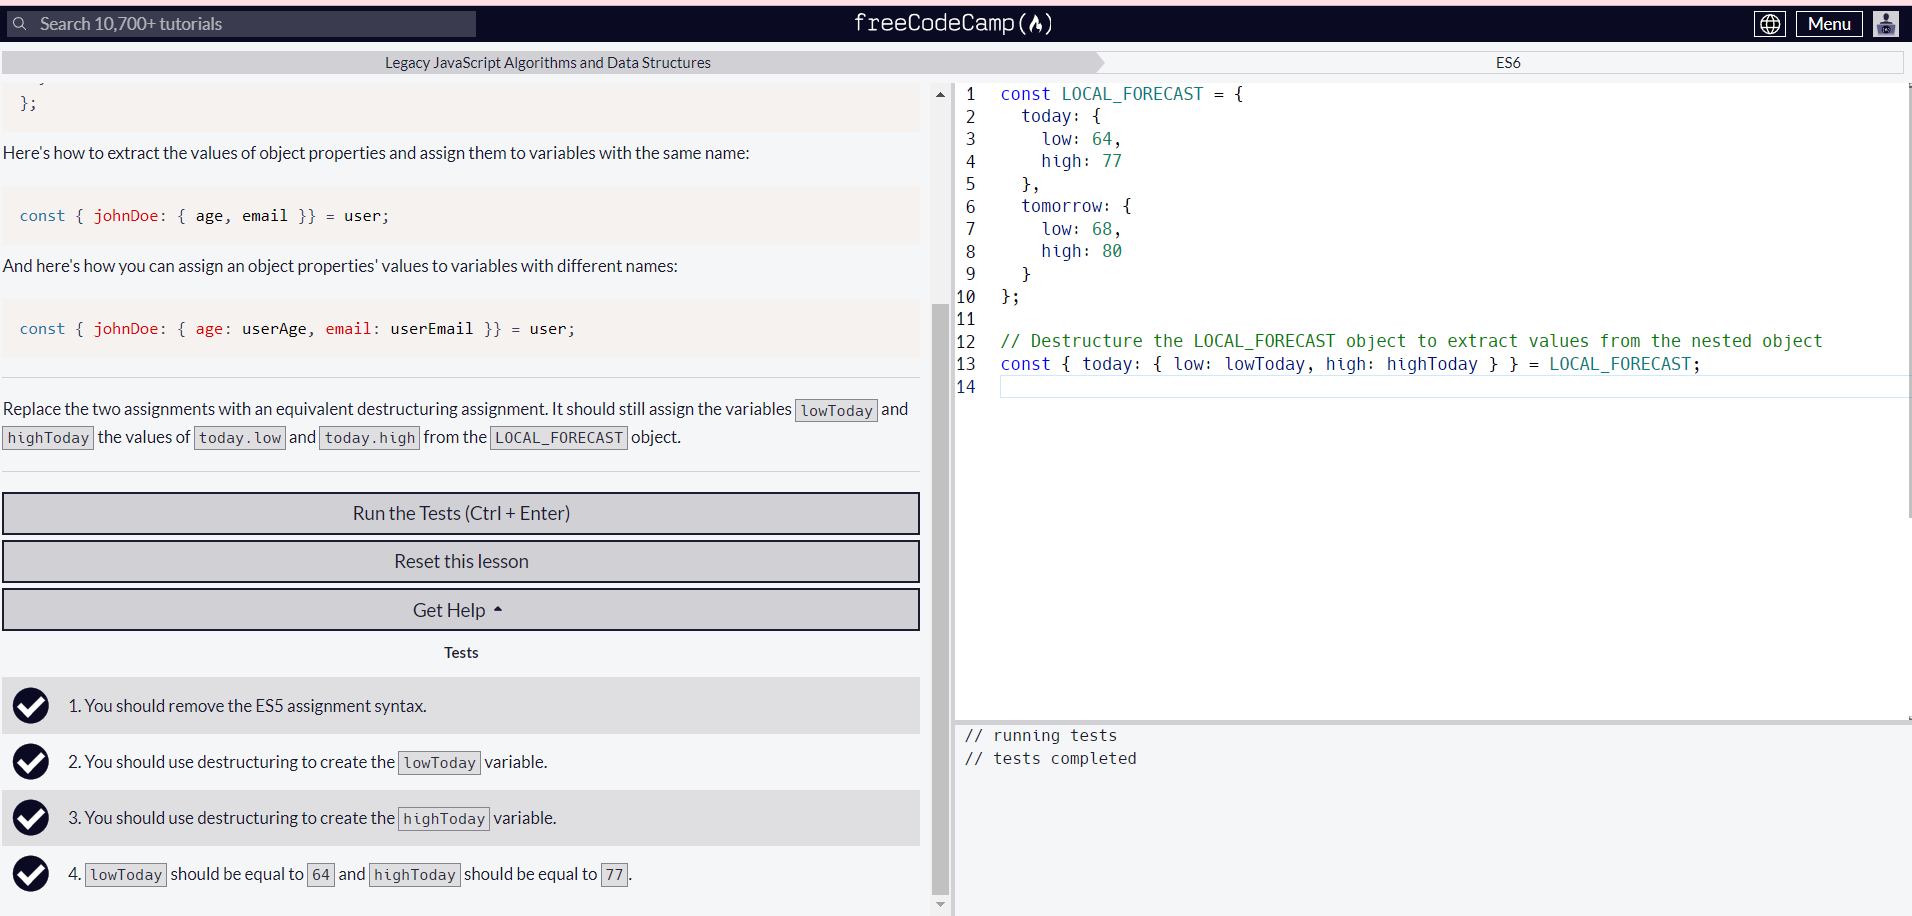 Search 10,700+ tutorials
freeCodeCamp
Menu
Legacy JavaScript Algorithms and Data Structures
ES6
};
Here's how to extract the values of object properties and assign them to variables with the same name:
const { johnDoe: { age, email }} = user;
And here's how you can assign an object properties' values to variables with different names:
const { johnDoe: { age: userAge, email: userEmail }} = user;
Replace the two assignments with an equivalent destructuring assignment. It should still assign the variables lowToday and
highToday the values of today.low and today.high from the LOCAL_FORECAST object.
Run the Tests (Ctrl + Enter)
Reset this lesson
Get Help
Tests
1. You should remove the ES5 assignment syntax.
2. You should use destructuring to create the lowToday variable.
3. You should use destructuring to create the highToday variable.
4. lowToday should be equal to 64 and highToday should be equal to 77.
1 const LOCAL_FORECAST = {
2 today: {
3 low: 64,
4 high: 77
5 },
6 tomorrow: {
7 low: 68,
8 high: 80
9 }
10 };
11
12 // Destructure the LOCAL_FORECAST object to extract values from the nested object
13 const { today: { low: lowToday, high: highToday } } = LOCAL_FORECAST;
14
// running tests
// tests completed